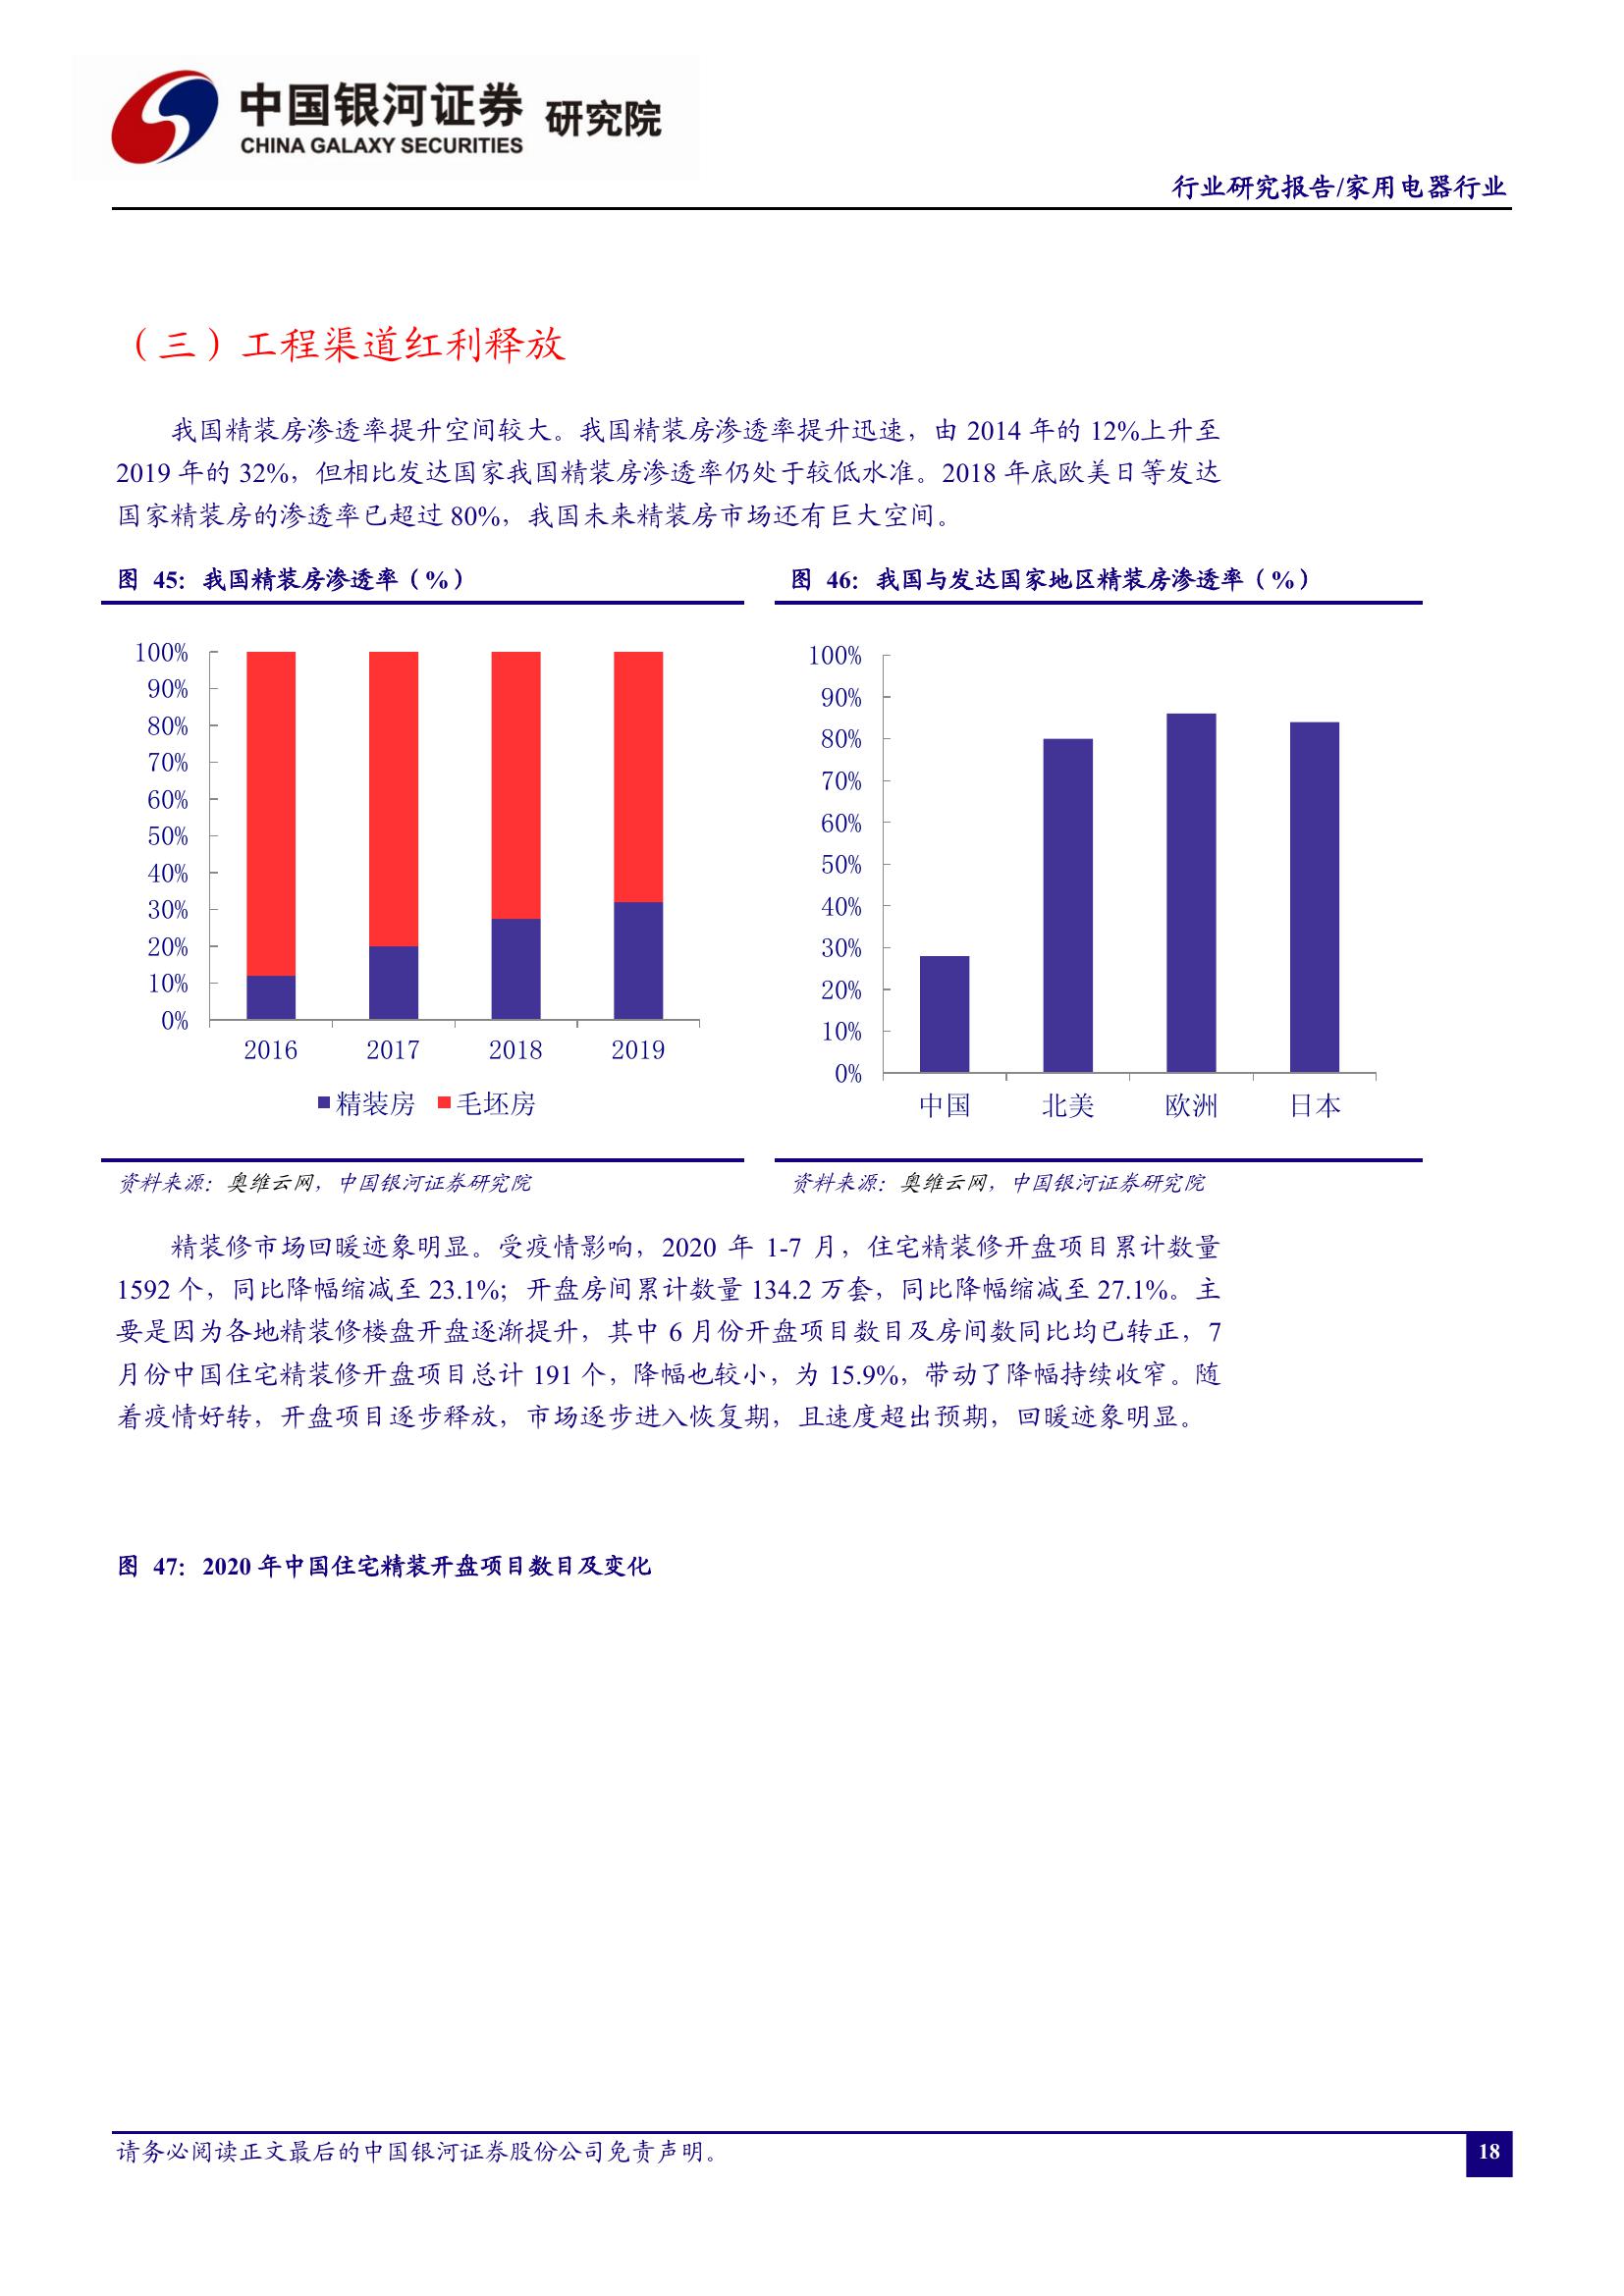 中国银河证券 研究院
CHINA GALAXY SECURITIES
行业研究报告/家用电器行业
（三）工程渠道红利释放
我国精装房渗透率提升空间较大。我国精装房渗透率提升迅速，由 2014 年的 12%上升至
2019 年的 32%，但相比发达国家我国精装房渗透率仍处于较低水准。2018 年底欧美日等发达
国家精装房的渗透率已超过 80%，我国未来精装房市场还有巨大空间。
图 45：我国精装房渗透率（%）
100%
90%
80%
70%
60%
50%
40%
30%
20%
10%
0%
2016 2017 2018 2019
精装房 毛坯房
资料来源：奥维云网，中国银河证券研究院
图 46：我国与发达国家地区精装房渗透率（%）
100%
90%
80%
70%
60%
50%
40%
30%
20%
10%
0%
中国 北美 欧洲 日本
资料来源：奥维云网，中国银河证券研究院
精装修市场回暖迹象明显。受疫情影响，2020 年 1-7 月，住宅精装修开盘项目累计数量
1592 个，同比降幅缩减至 23.1%；开盘房间累计数量 134.2 万套，同比降幅缩减至 27.1%。主
要是因为各地精装修楼盘开盘逐渐提升，其中 6 月份开盘项目数目及房间数同比均已转正，7
月份中国住宅精装修开盘项目总计 191 个，降幅也较小，为 15.9%，带动了降幅持续收窄。随
着疫情好转，开盘项目逐步释放，市场逐步进入恢复期，且速度超出预期，回暖迹象明显。
图 47：2020 年中国住宅精装开盘项目数目及变化
请务必阅读正文最后的中国银河证券股份公司免责声明。
18